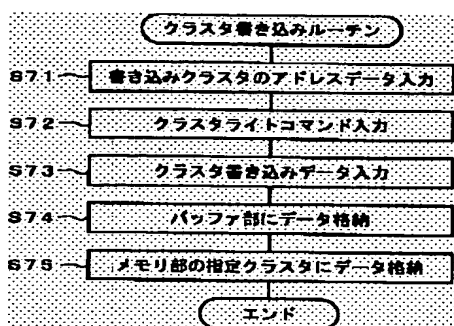 クラスタ書き込みルーチン
S71 書き込みクラスタのアドレスデータ入力
S72 クラスタライトコマンド入力
S73 クラスタ書き込みデータ入力
S74 バッファ部にデータ格納
S75 メモリ部の指定クラスタにデータ格納
エンド